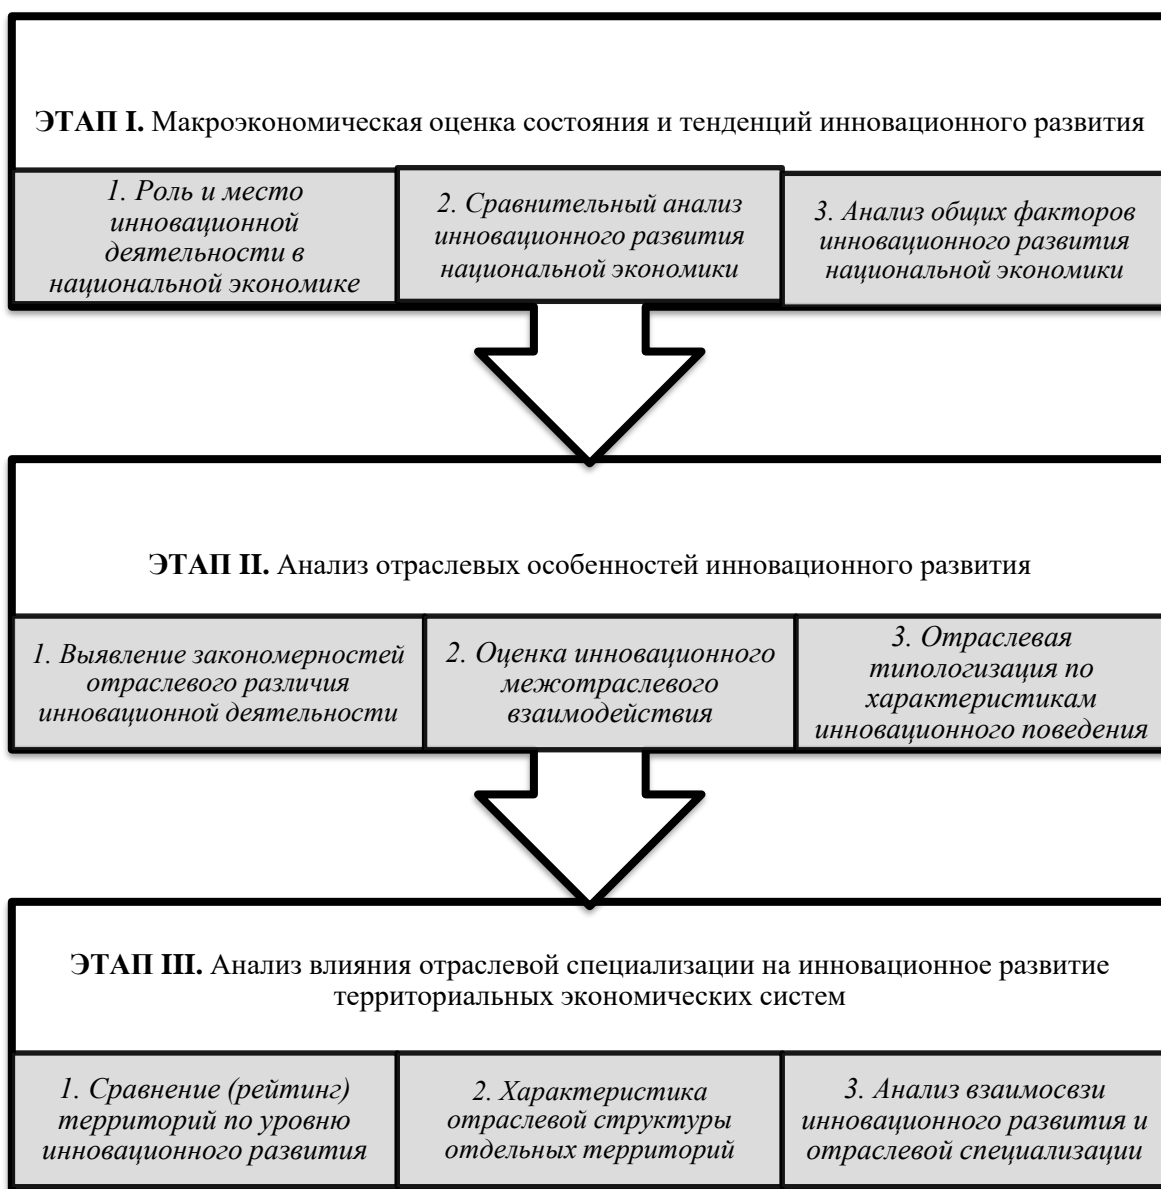 ЭТАП I. Макроэкономическая оценка состояния и тенденций инновационного развития
1. Роль и место
инновационной
деятельности в
национальной экономике
2. Сравнительный анализ
инновационного развития
национальной экономики
3. Анализ общих факторов
инновационного развития
национальной экономики
ЭТАП II. Анализ отраслевых особенностей инновационного развития
1. Выявление закономерностей
отраслевого различия
инновационной деятельности
2. Оценка инновационного
межотраслевого
взаимодействия
3. Отраслевая
типологизация по
характеристикам
инновационного поведения
ЭТАП III. Анализ влияния отраслевой специализации на инновационное развитие
территориальных экономических систем
1. Сравнение (рейтинг)
территорий по уровню
инновационного развития
2. Характеристика
отраслевой структуры
отдельных территорий
3. Анализ взаимосвзи
инновационного развития и
отраслевой специализации